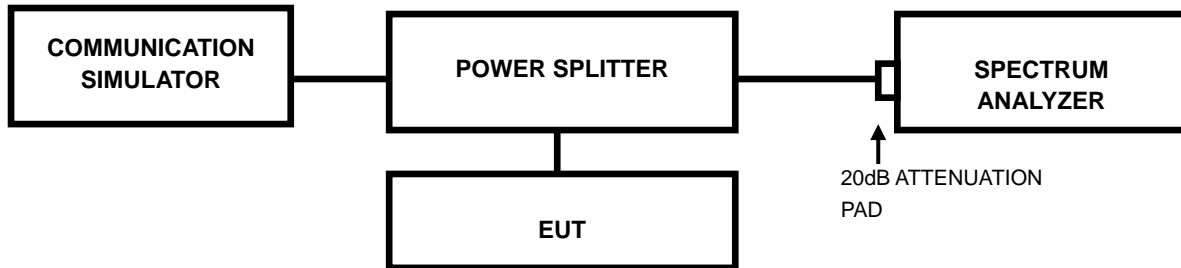 COMMUNICATION
SIMULATOR
POWER SPLITTER
SPECTRUM
ANALYZER
20dB ATTENUATION
PAD
EUT